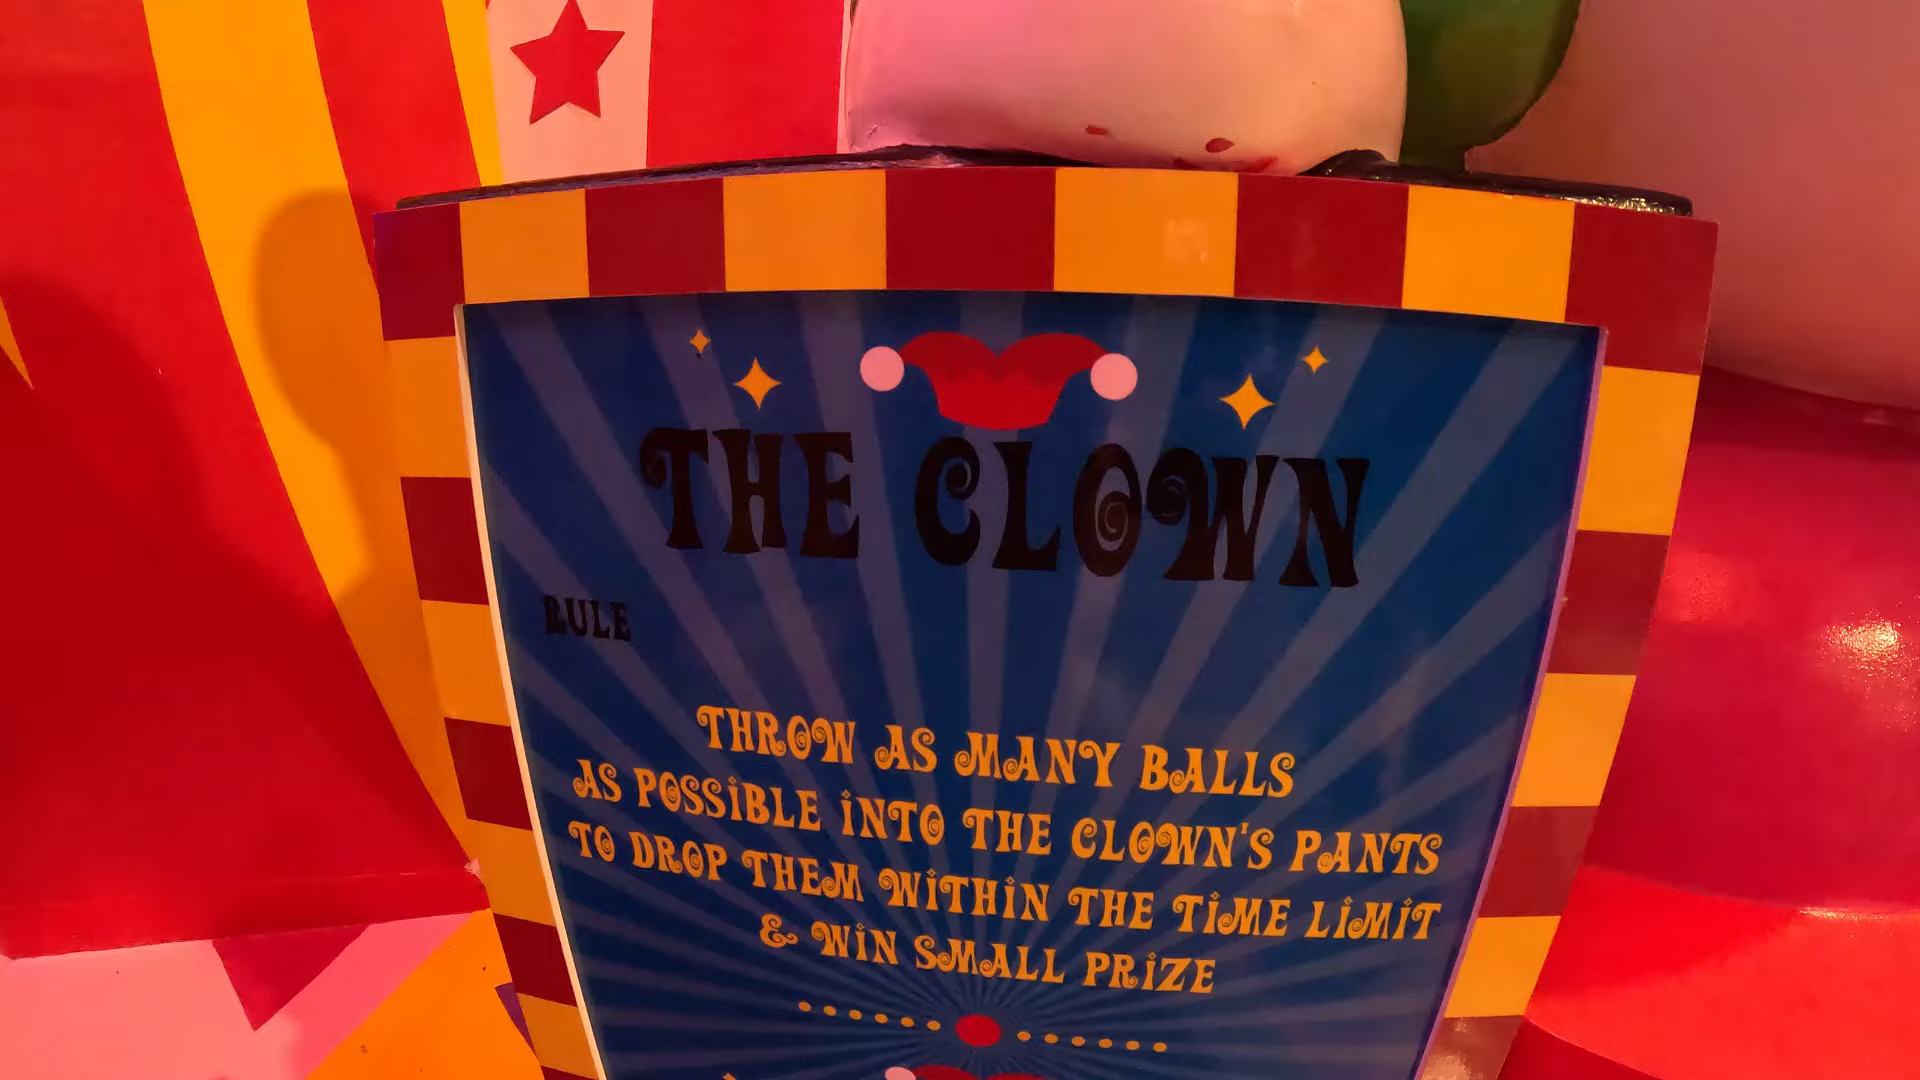 THE CLOWN
RULE
THROW AS MANY BALLS
AS POSSiBLE iNTO THE CLOWN'S PANTS
TO DROP THEM WiTHiN THE TiME LiMiT
& WiN SMALL PRiZE